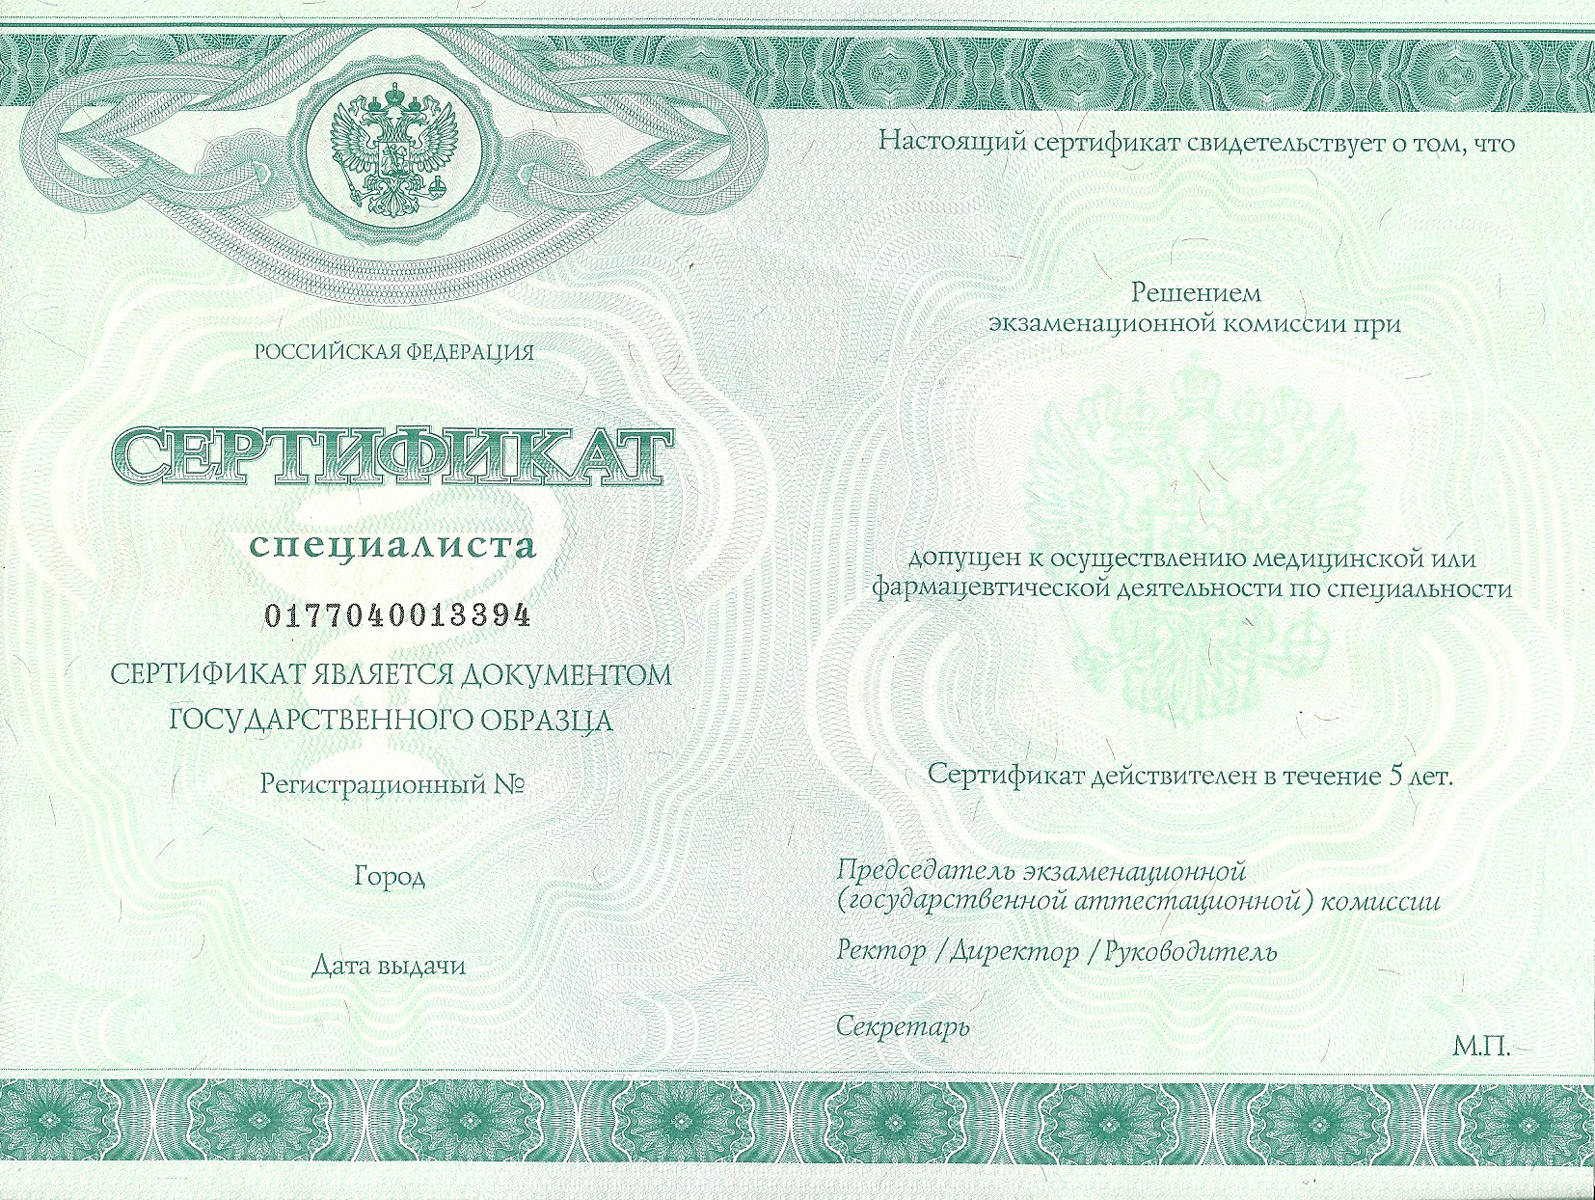 РОССИЙСКАЯ ФЕДЕРАЦИЯ
СЕРТИФИКАТ
специалиста
0177040013394
СЕРТИФИКАТ ЯВЛЯЕТСЯ ДОКУМЕНТОМ
ГОСУДАРСТВЕННОГО ОБРАЗЦА
Регистрационный №
Город
Дата выдачи
Настоящий сертификат свидетельствует о том, что
Решением
экзаменационной комиссии при
допущен к осуществлению медицинской или
фармацевтической деятельности по специальности
Сертификат действителен в течение 5 лет.
Председатель экзаменационной
(государственной аттестационной) комиссии
Ректор /Директор /Руководитель
Секретарь
М.П.